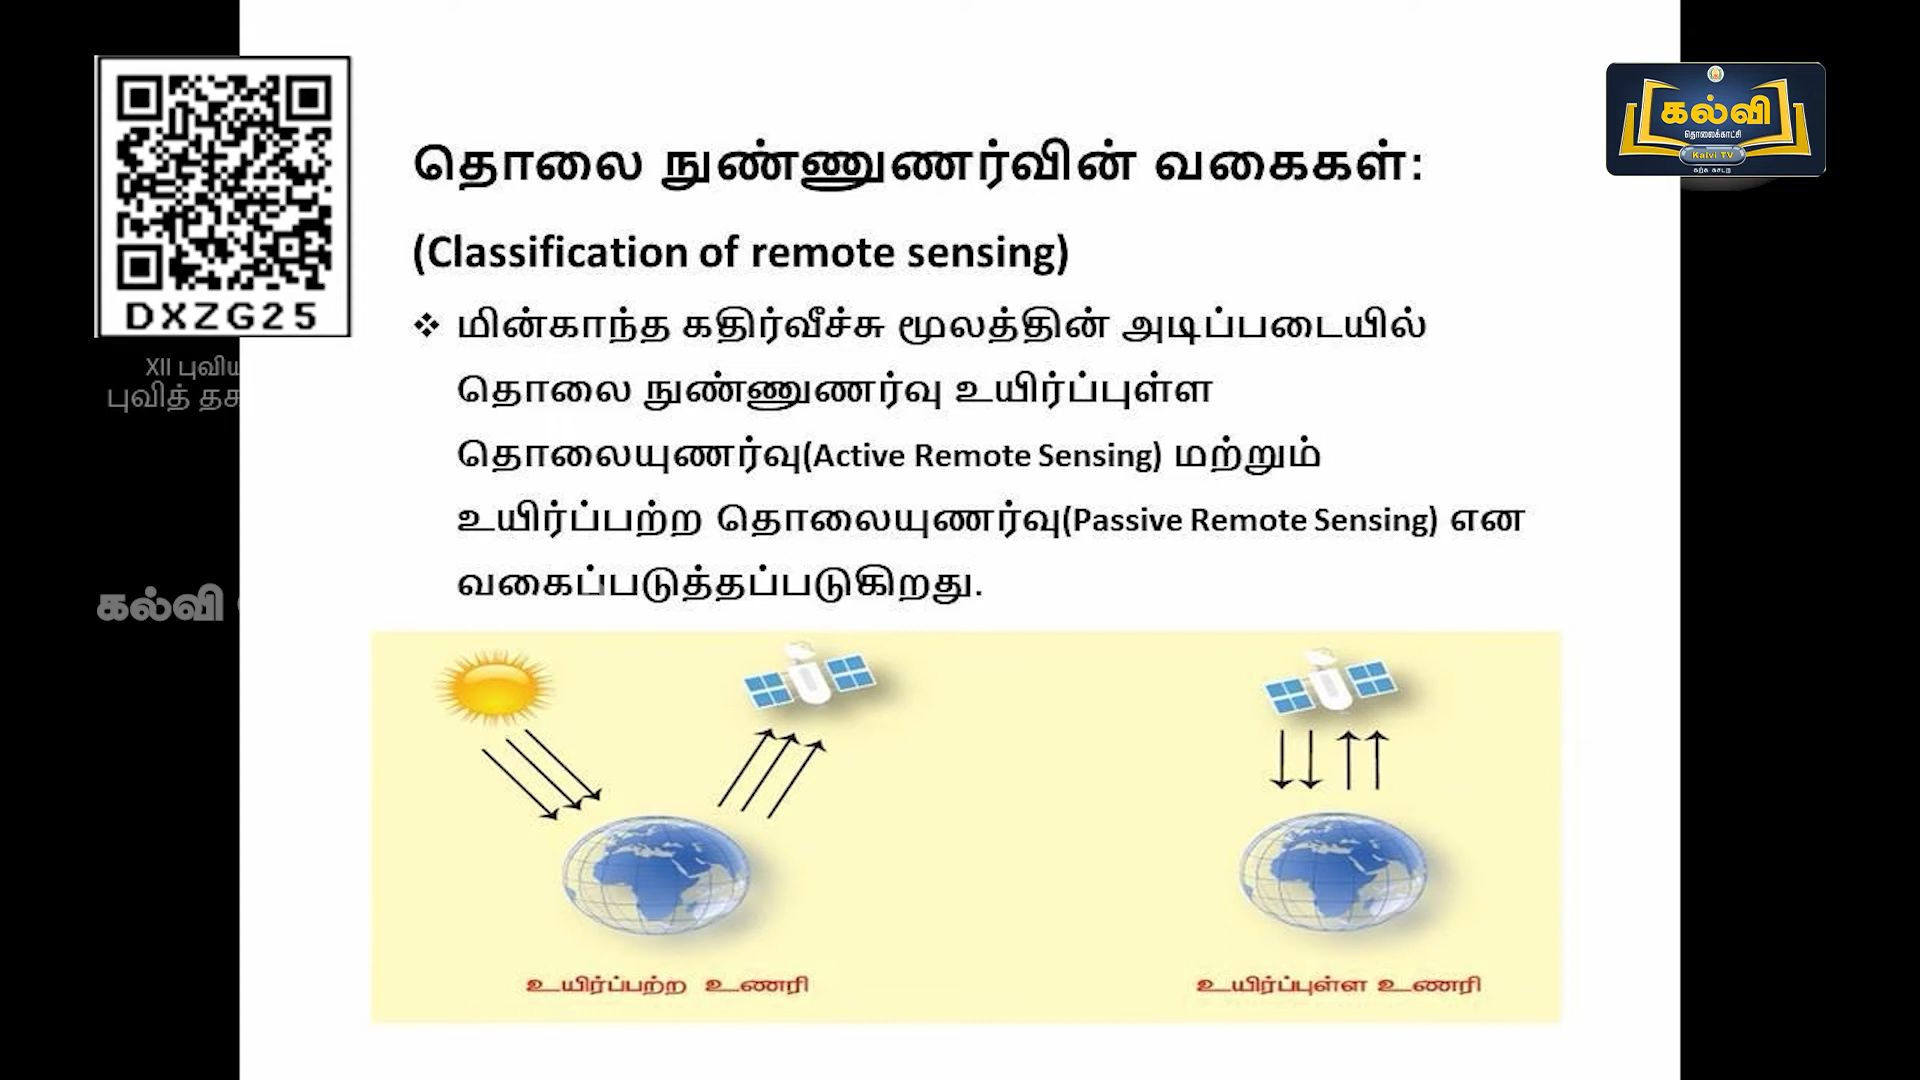 தொலை நுண்ணுணர்வின் வகைகள்:
(Classification of remote sensing)
❖ மின்காந்த கதிர்வீச்சு மூலத்தின் அடிப்படையில்
தொலை நுண்ணுணர்வு உயிர்ப்புள்ள
தொலையுணர்வு(Active Remote Sensing) மற்றும்
உயிர்ப்பற்ற தொலையுணர்வு(Passive Remote Sensing) என
வகைப்படுத்தப்படுகிறது.
உயிர்ப்பற்ற உணரி
உயிர்ப்புள்ள உணரி
DXZG25
XII
புவித்
கல்வி
கல்வி
தொலைக்காட்சி
Kalvi TV
கற்க கசடற